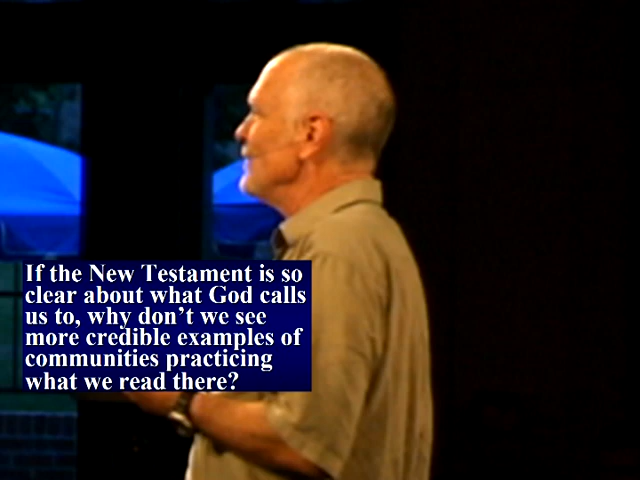 If the New Testament is so
clear about what God calls
us to, why don't we see
more credible examples of
communities practicing
what we read there?